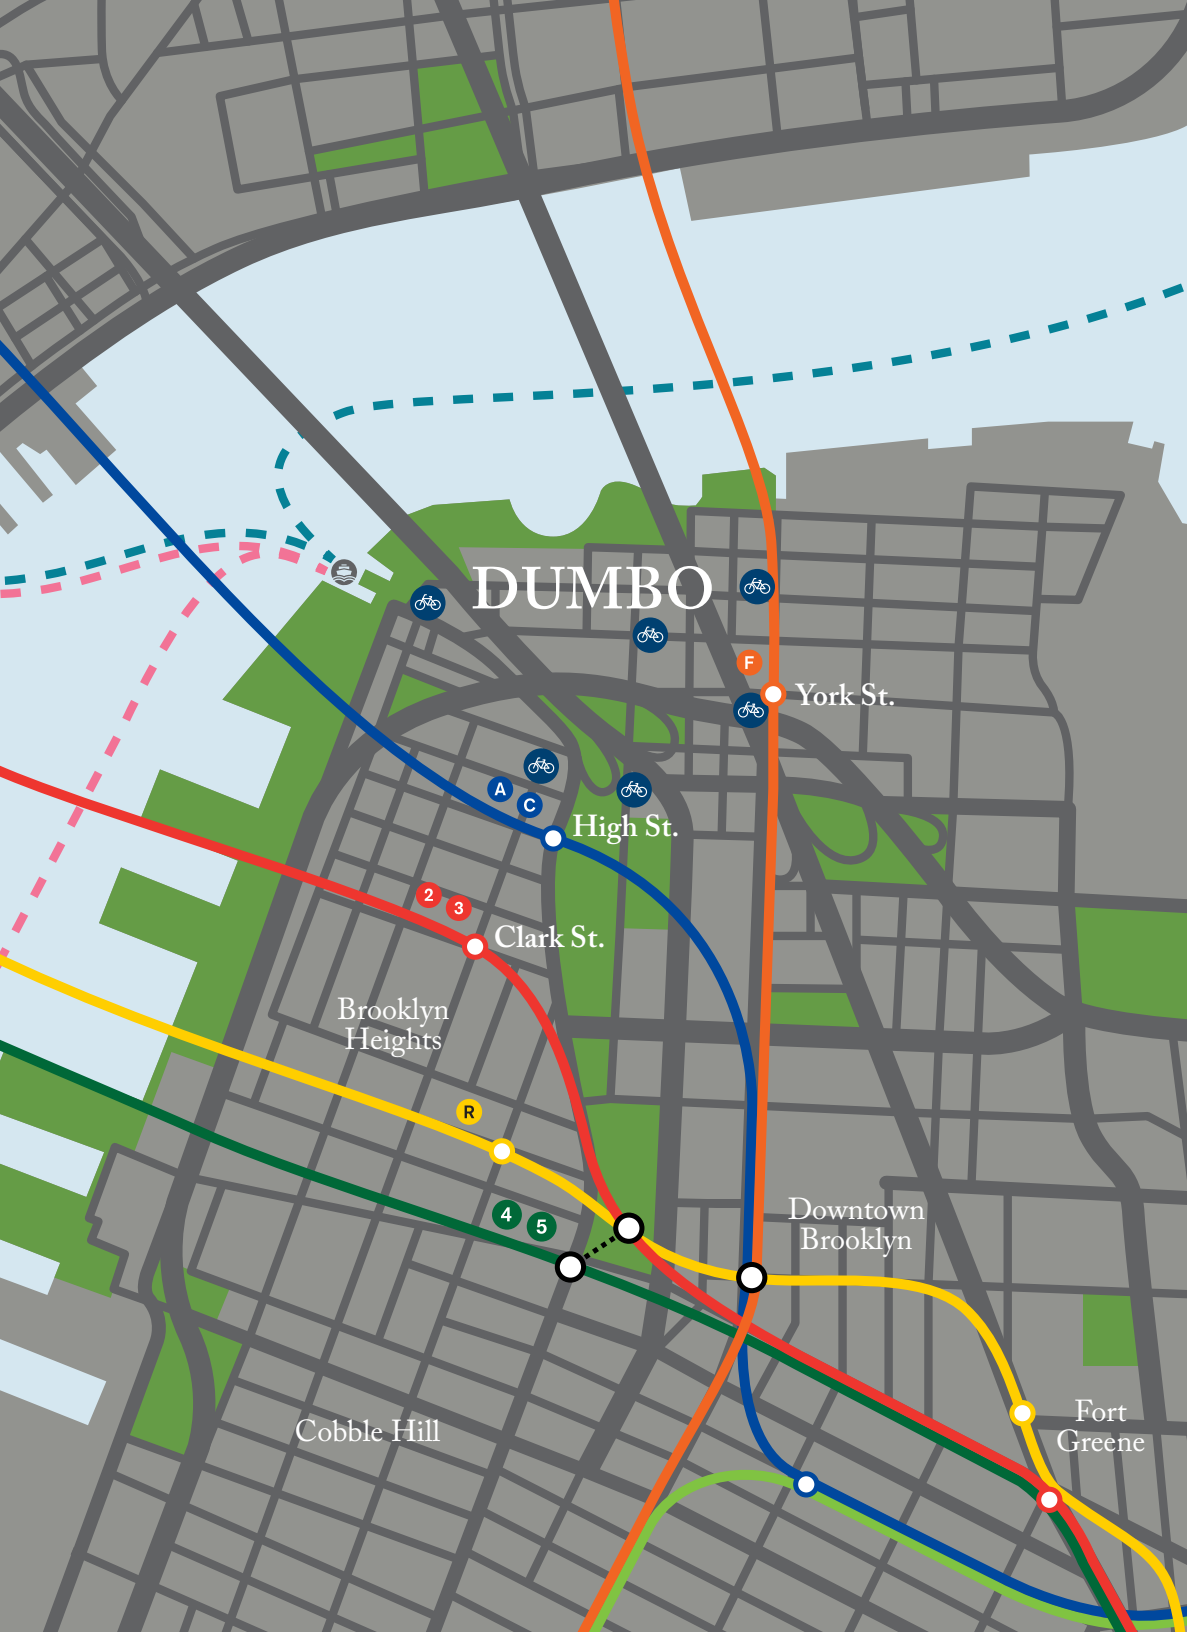 DUMBO
F
York St.
A
C
High St.
2
3
Clark St.
Brooklyn
Heights
R
4
5
Downtown
Brooklyn
Fort
Greene
Cobble Hill